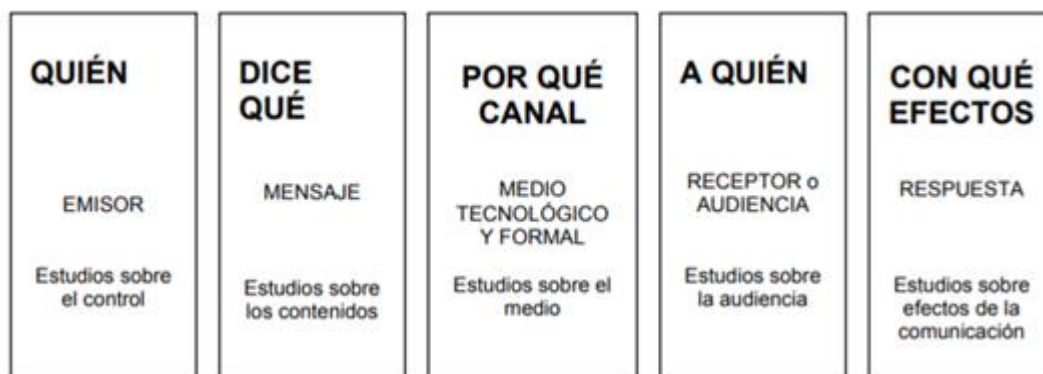 QUIÉN
EMISOR
Estudios sobre
el control
DICE
QUÉ
MENSAJE
Estudios sobre
los contenidos
POR QUÉ
CANAL
MEDIO
TECNOLÓGICO
Y FORMAL
Estudios sobre el
medio
A QUIÉN
RECEPTOR o
AUDIENCIA
Estudios sobre
la audiencia
CON QUÉ
EFECTOS
RESPUESTA
Estudios sobre
efectos de la
comunicación